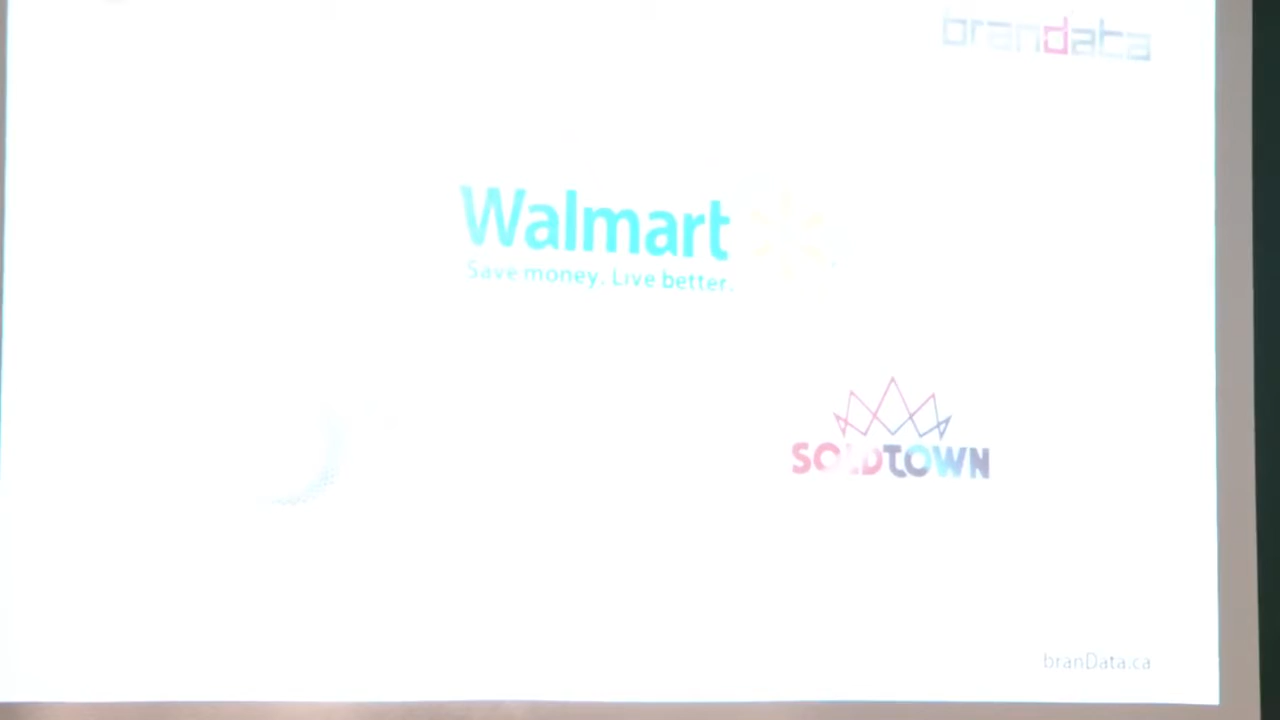 brandata
Walmart
Save money. Live better.
SOLDTOWN
branData.ca